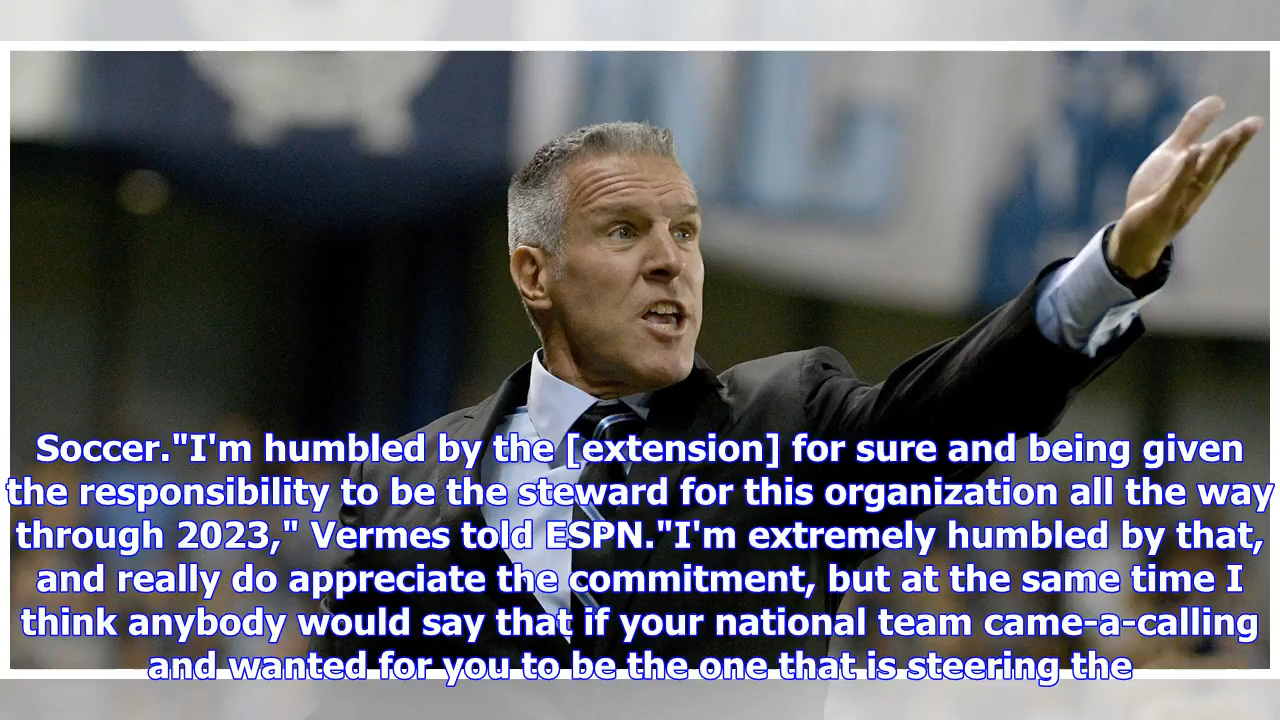 Soccer."I'm humbled by the [extension] for sure and being given
the responsibility to be the steward for this organization all the way
through 2023," Vermes told ESPN."I'm extremely humbled by that,
and really do appreciate the commitment, but at the same time I
think anybody would say that if your national team came-a-calling
and wanted for you to be the one that is steering the